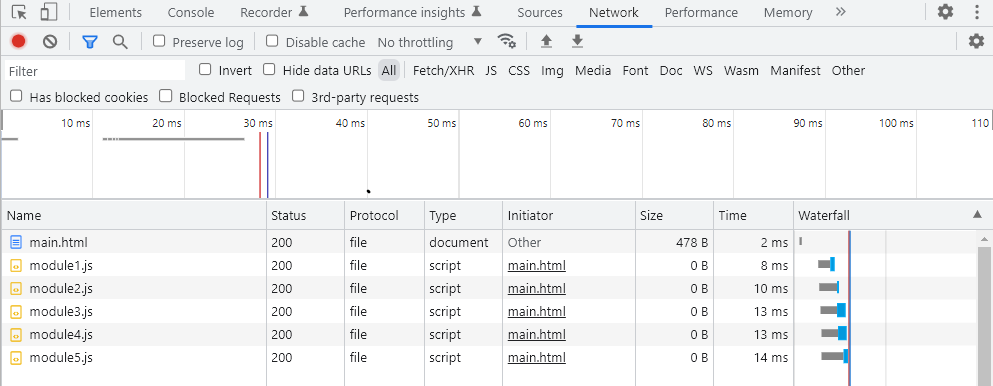 Elements Console Recorder Performance insights Sources Network Performance Memory »
Preserve log Disable cache No throttling
Filter Invert Hide data URLs All Fetch/XHR JS CSS Img Media Font Doc WS Wasm Manifest Other
Has blocked cookies Blocked Requests 3rd-party requests
10 ms 20 ms 30 ms 40 ms 50 ms 60 ms 70 ms 80 ms 90 ms 100 ms 110
Name Status Protocol Type Initiator Size Time Waterfall
main.html 200 file document Other 478 B 2 ms
module1.js 200 file script main.html 0 B 8 ms
module2.js 200 file script main.html 0 B 10 ms
module3.js 200 file script main.html 0 B 13 ms
module4.js 200 file script main.html 0 B 13 ms
module5.js 200 file script main.html 0 B 14 ms